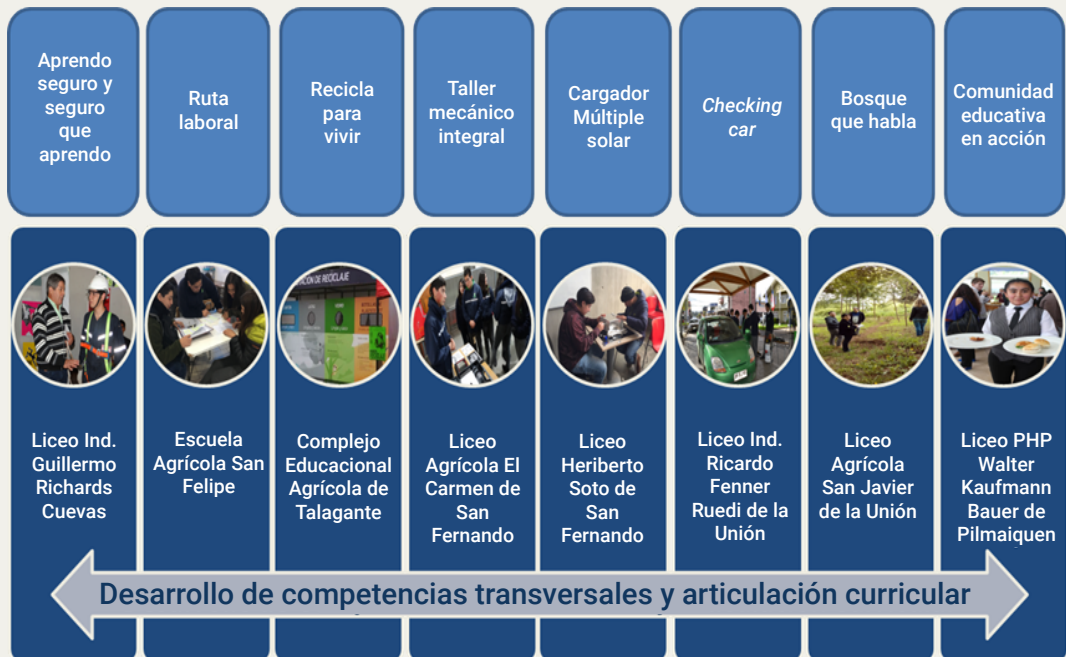 Aprendo
seguro y
seguro
que
aprendo
Ruta
laboral
Recicla
para
vivir
Taller
mecánico
integral
Cargador
Múltiple
solar
Checking
car
Bosque
que habla
Comunidad
educativa
en acción
DE RECICLAJE
Liceo Ind.
Guillermo
Richards
Cuevas
Escuela
Agrícola San
Felipe
Complejo
Educacional
Agrícola de
Talagante
Liceo
Agrícola El
Carmen de
San
Fernando
Liceo
Heriberto
Soto de
San
Fernando
Liceo Ind.
Ricardo
Fenner
Ruedi de la
Unión
Liceo
Agrícola
San Javier
de la Unión
Liceo PHP
Walter
Kaufmann
Bauer de
Pilmaiquen
Desarrollo de competencias transversales y articulación curricular